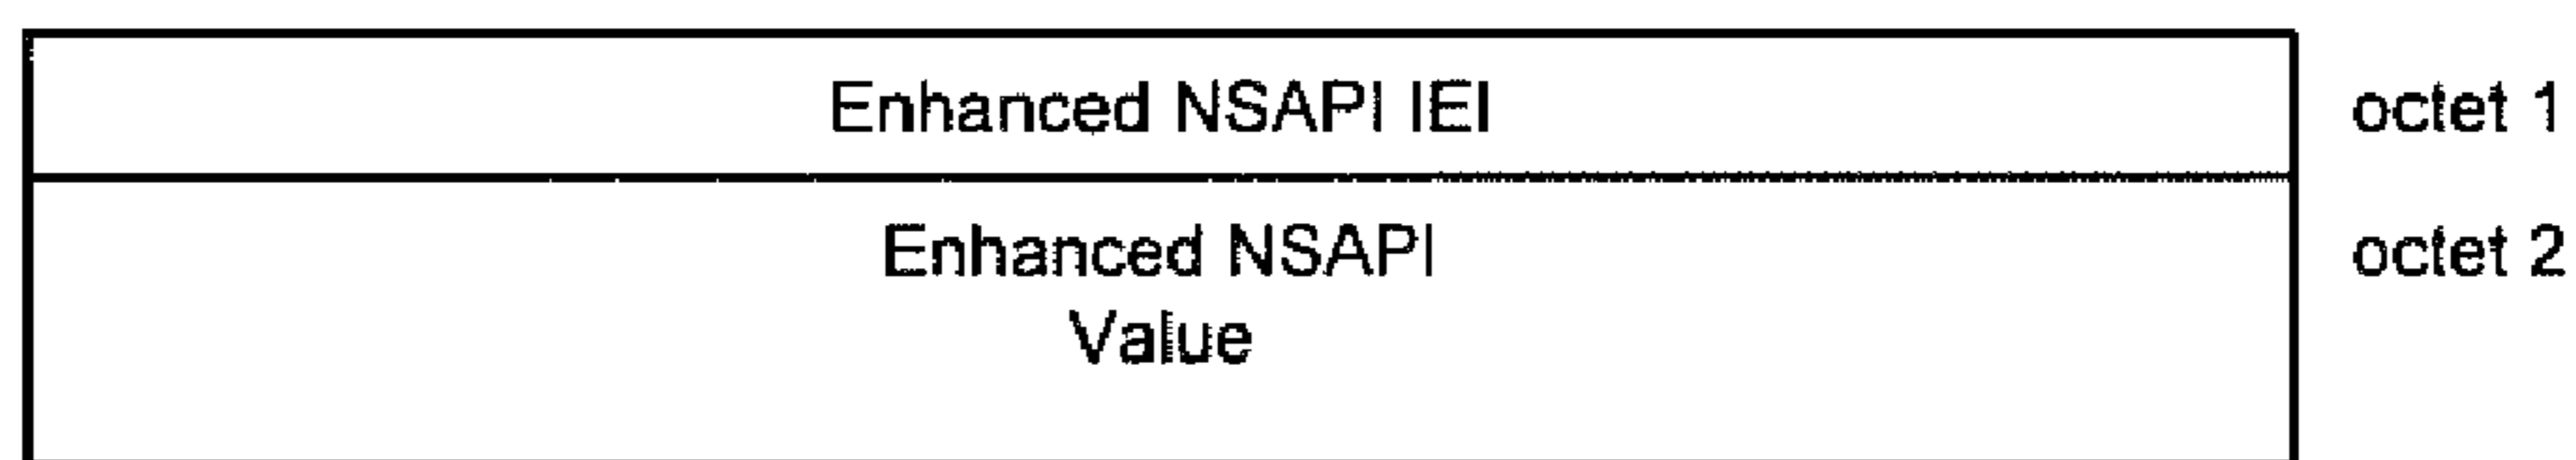 Enhanced NSAPI IEI octet 1
Enhanced NSAPI octet 2
Value